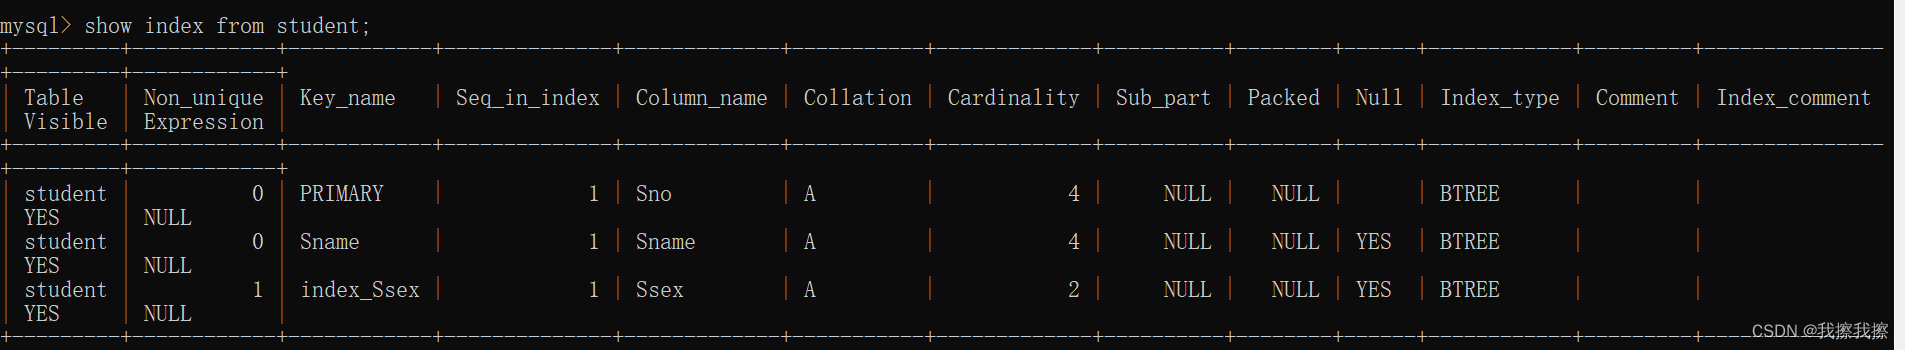 mysql> show index from student;
+---------+------------+------------+--------------+-------------+-----------+-------------+----------+--------+------+------------+---------+---------------
+---------+------------+
| Table   | Non_unique | Key_name   | Seq_in_index | Column_name | Collation | Cardinality | Sub_part | Packed | Null | Index_type | Comment | Index_comment
| Visible | Expression |
+---------+------------+------------+--------------+-------------+-----------+-------------+----------+--------+------+------------+---------+---------------
+---------+------------+
| student |          0 | PRIMARY    |            1 | Sno         | A         |           4 |     NULL |   NULL |      | BTREE      |         |
| YES     | NULL       |
| student |          0 | Sname      |            1 | Sname       | A         |           4 |     NULL |   NULL | YES  | BTREE      |         |
| YES     | NULL       |
| student |          1 | index_Ssex |            1 | Ssex        | A         |           2 |     NULL |   NULL | YES  | BTREE      |         |
| YES     | NULL       |
+---------+------------+------------+--------------+-------------+-----------+-------------+----------+--------+------+------------+---------+---------------
CSDN @我擦我擦